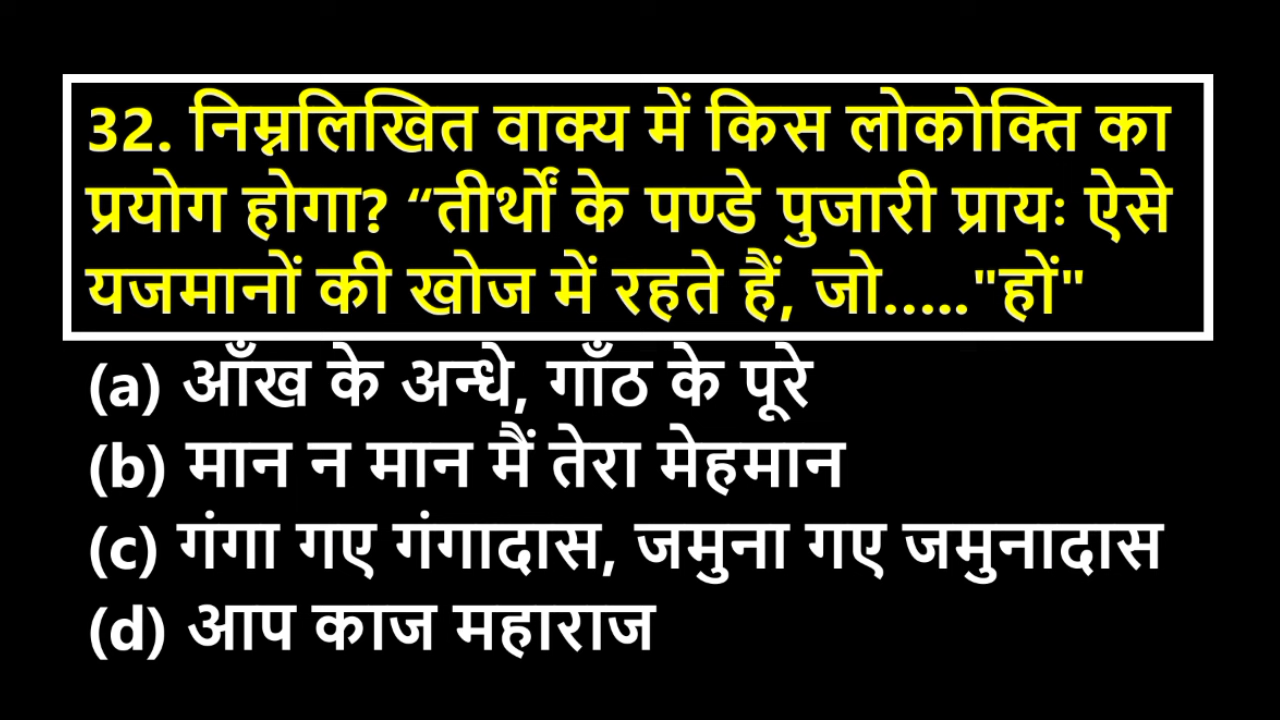 32. निम्नलिखित वाक्य में किस लोकोक्ति का
प्रयोग होगा? “तीर्थों के पण्डे पुजारी प्रायः ऐसे
यजमानों की खोज में रहते हैं, जो....."हों"
(a) आँख के अन्धे, गाँठ के पूरे
(b) मान न मान मैं तेरा मेहमान
(c) गंगा गए गंगादास, जमुना गए जमुनादास
(d) आप काज महाराज